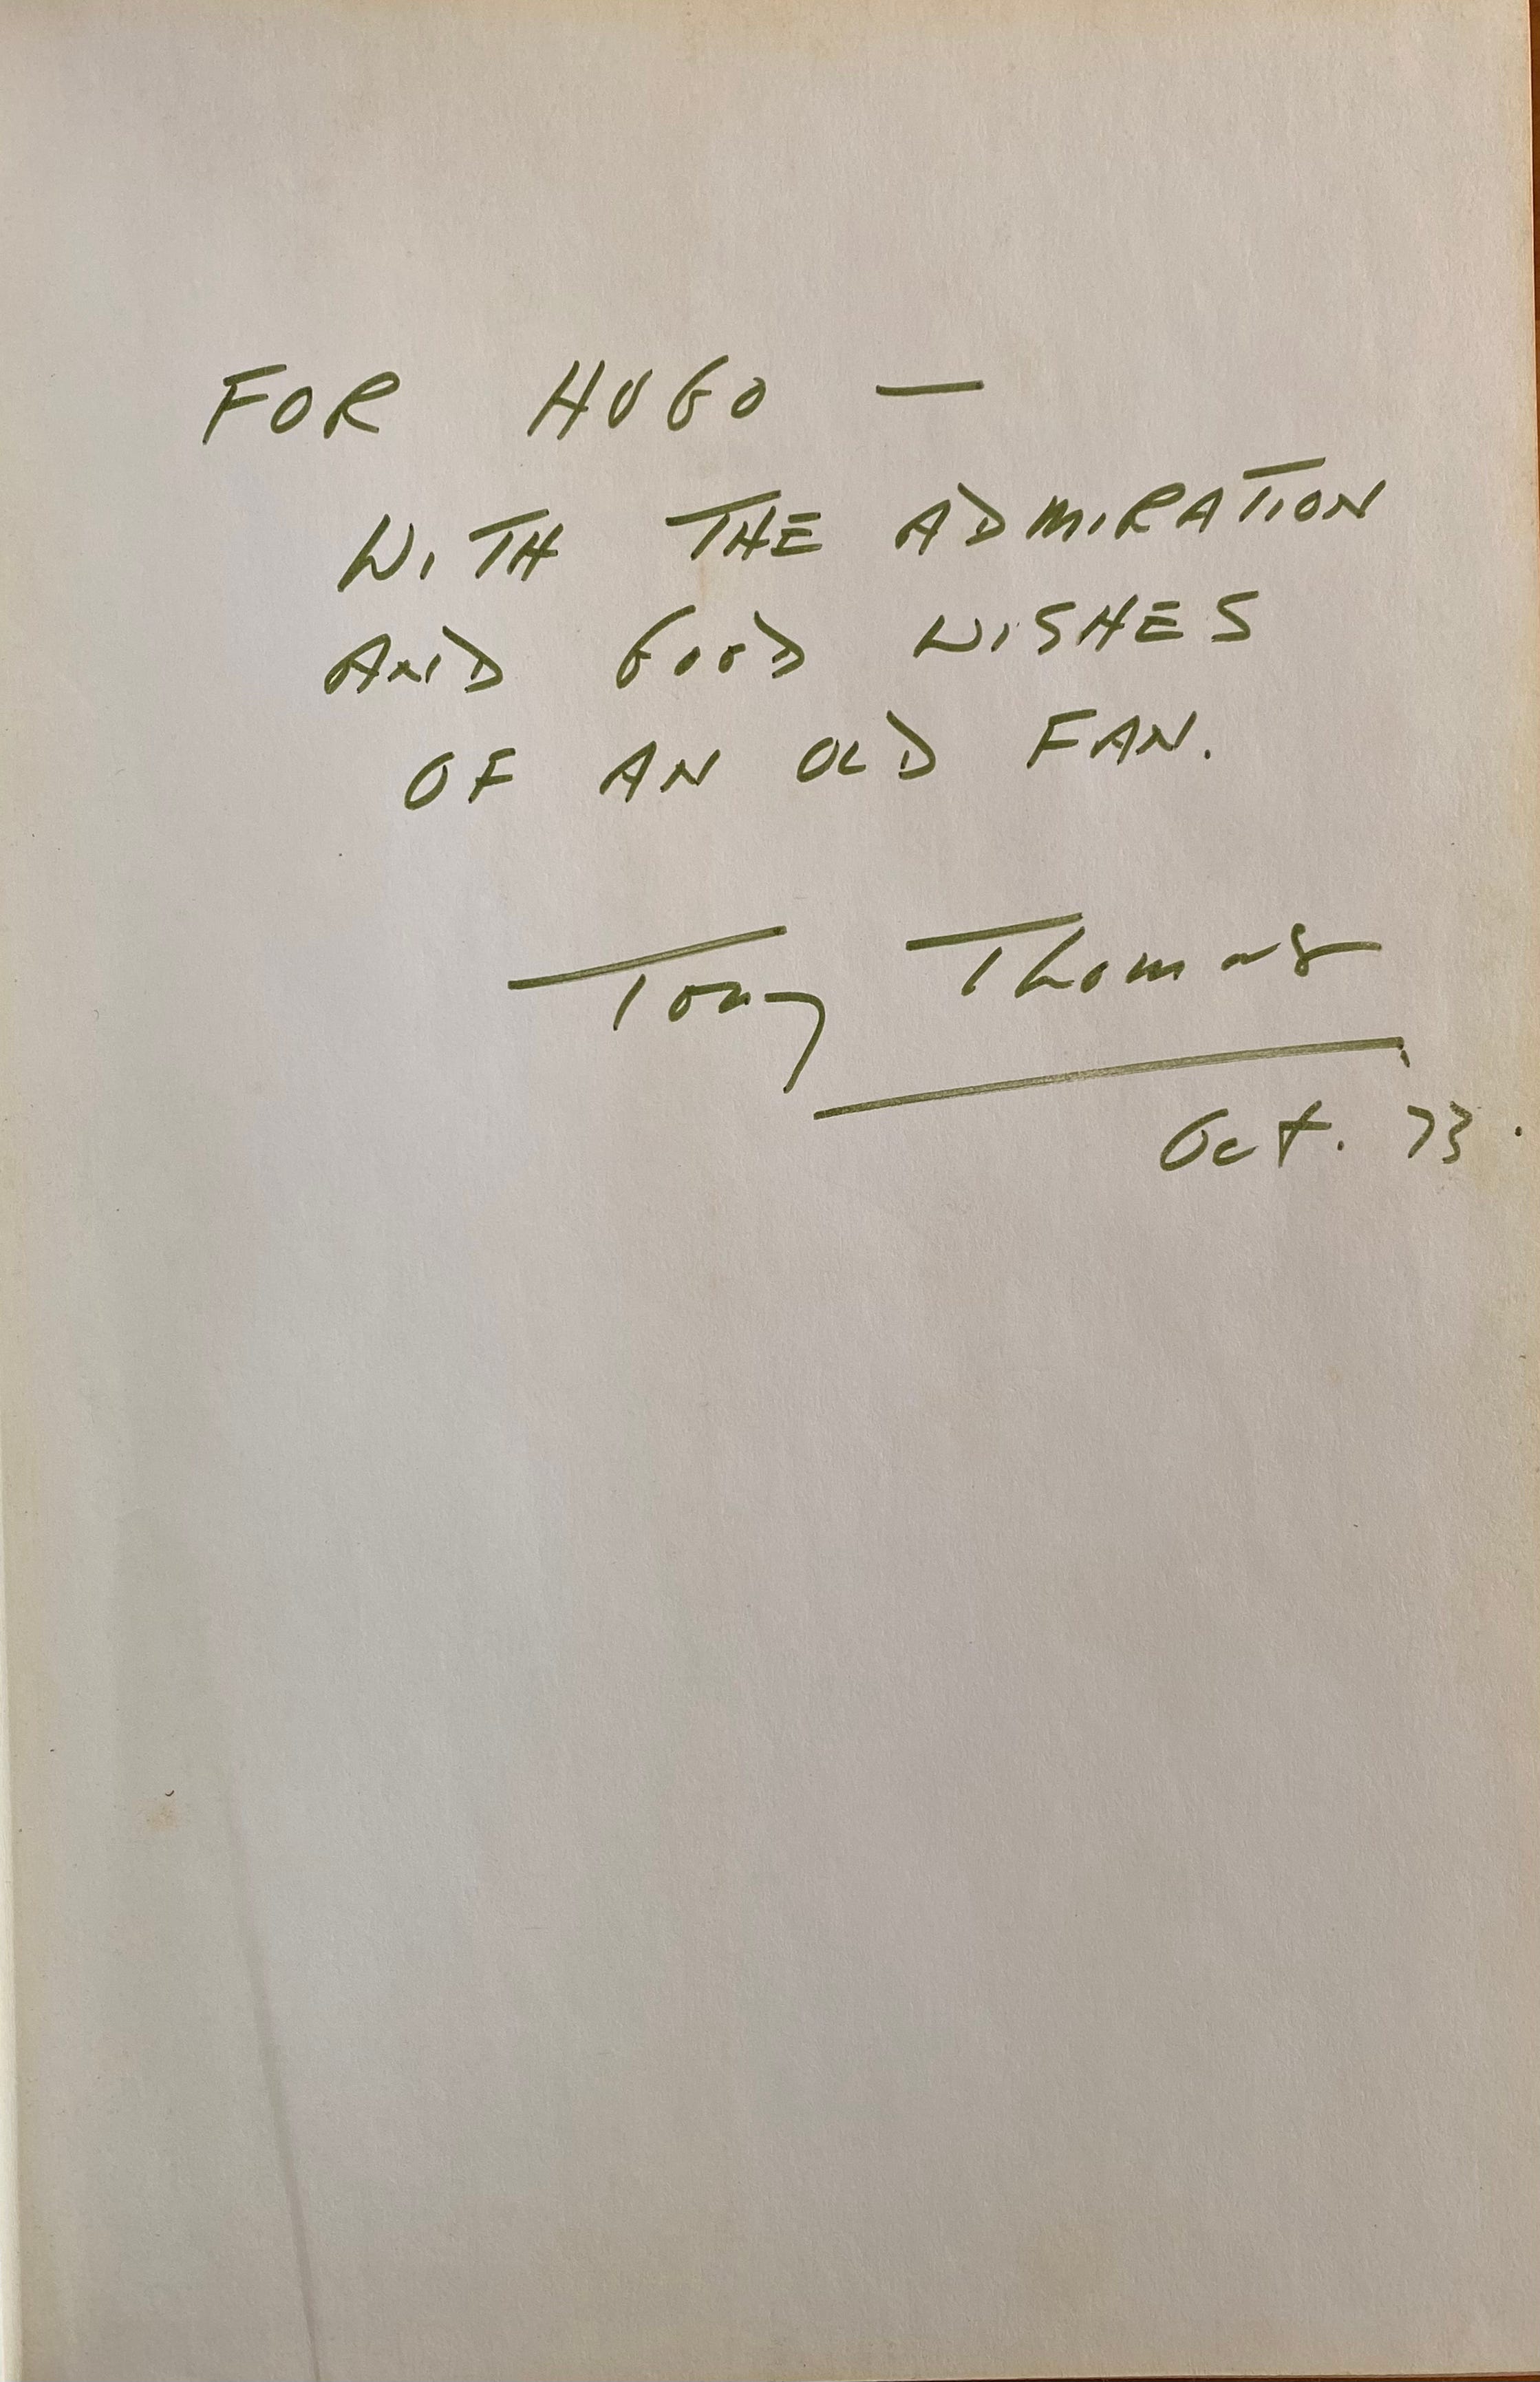 FOR HUGO —
WITH THE ADMIRATION
AND GOOD WISHES
OF AN OLD FAN.
Tony Thomas
Oct. 73.